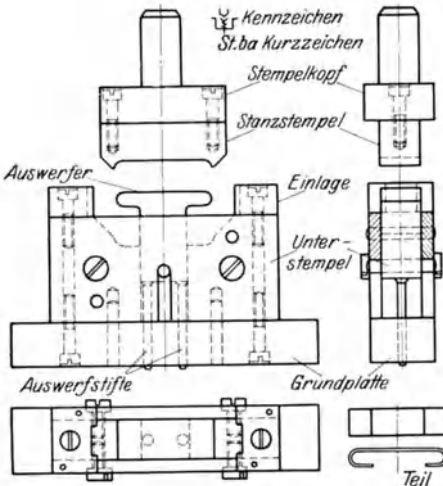 Kennzeichen
St.ba Kurzzeichen
Stempelkopf
Stanzstempel
Auswerfer
Einlage
Unter-
stempel
Auswerfstifte
Grundplatte
Teil